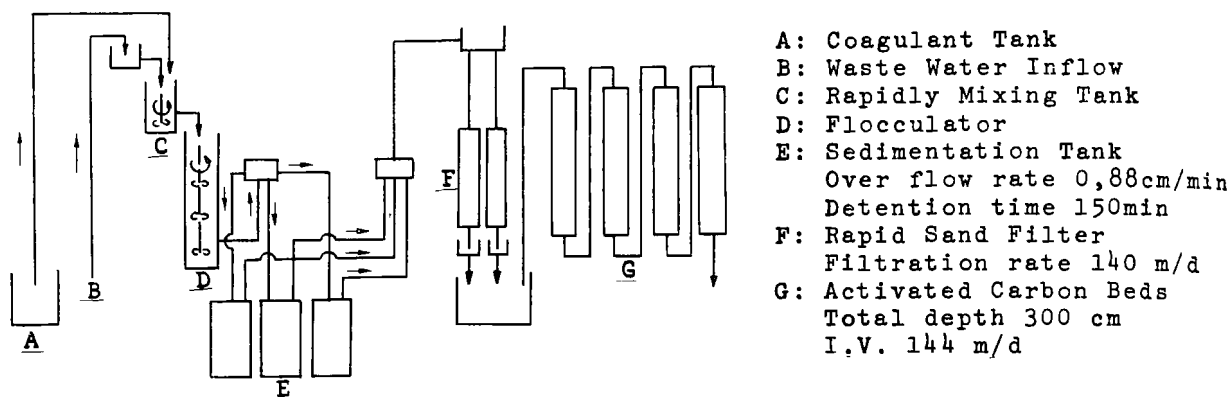 A: Coagulant Tank
B: Waste Water Inflow
C: Rapidly Mixing Tank
D: Flocculator
E: Sedimentation Tank
Over flow rate 0,88cm/min
Detention time 150min
F: Rapid Sand Filter
Filtration rate 140 m/d
G: Activated Carbon Beds
Total depth 300 cm
I.V. 144 m/d
C
F
G
D
B
A
E